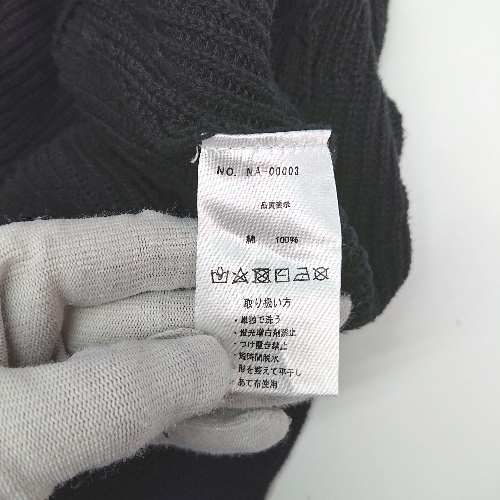 NO. NA-00003
品質表示
綿 100%
取り扱い方
・単独で洗う
・蛍光増白剤禁止
・つけ置き禁止
・短時間脱水
・形を整えて平干し
・あて布使用